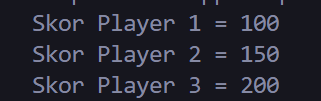 Skor Player 1 = 100
Skor Player 2 = 150
Skor Player 3 = 200